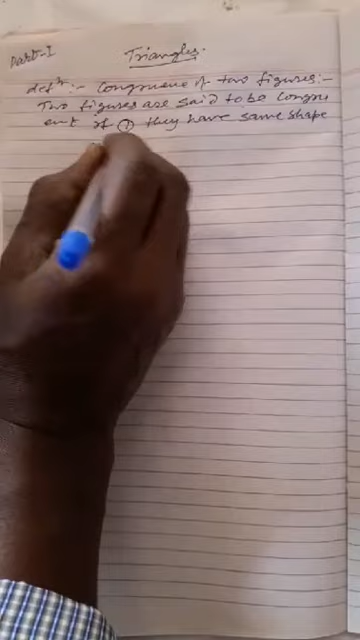 Part-I
Triangles.
defⁿ:- Congruence of two figures:-
Two figures are said to be congru
ent if ① they have same shape